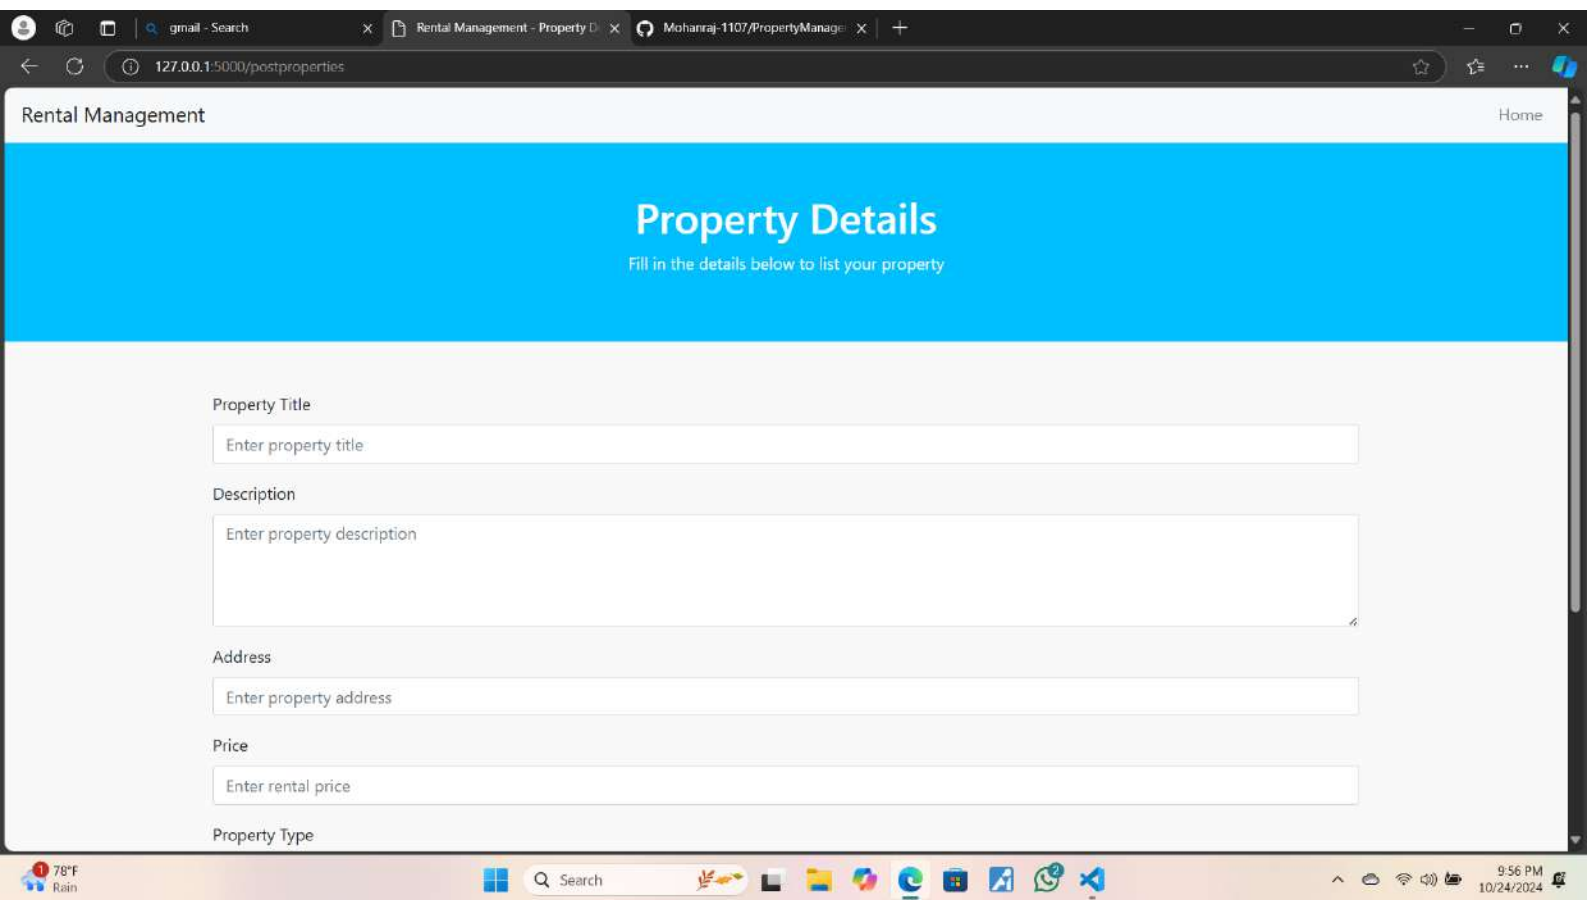 gmail - Search
Rental Management - Property D
Mohanraj-1107/PropertyManage
127.0.0.1:5000/postproperties
Rental Management
Home
Property Details
Fill in the details below to list your property
Property Title
Enter property title
Description
Enter property description
Address
Enter property address
Price
Enter rental price
Property Type
1
78°F
Rain
Search
2
9:56 PM
10/24/2024